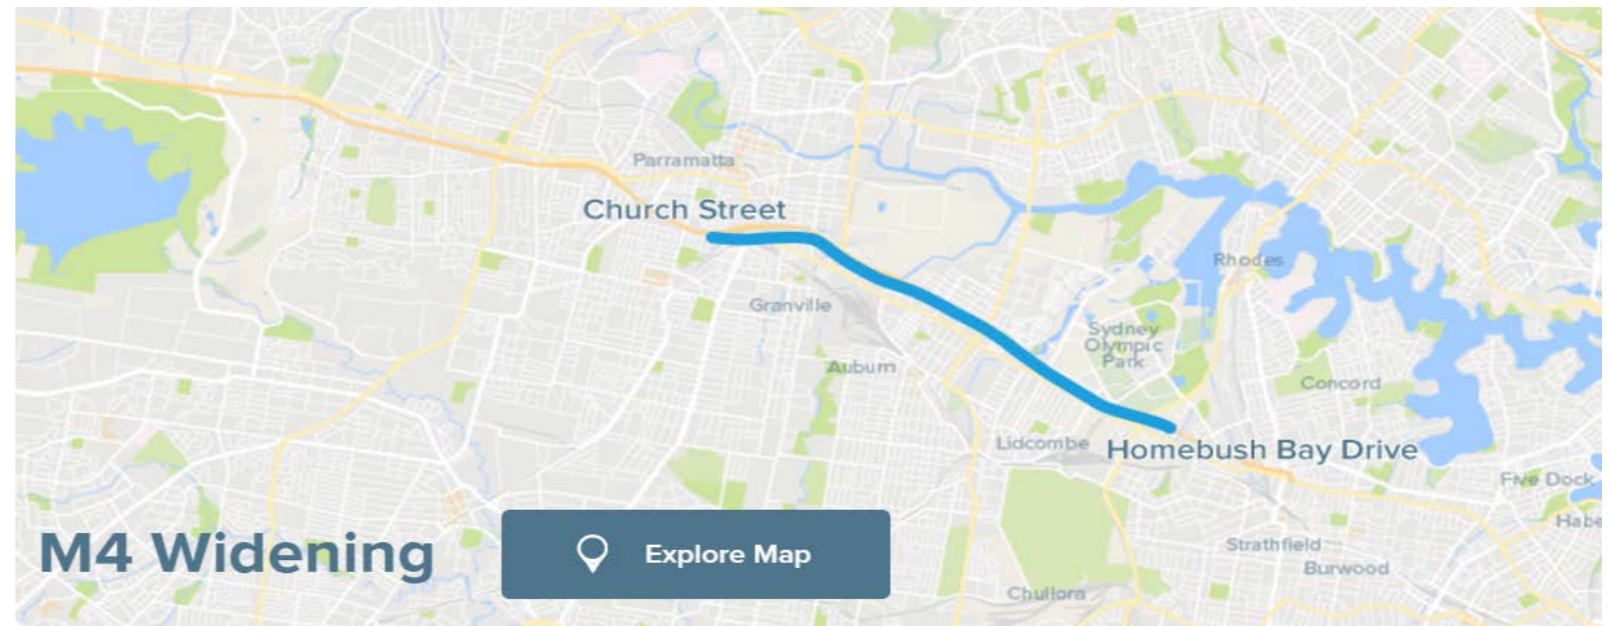 Parramatta
Church Street
Rhodes
Granville
Sydney
Olympic
Park
Auburn
Concord
Lidcombe
Homebush Bay Drive
Five Dock
Habe
M4 Widening
Explore Map
Strathfield
Burwood
Chullora